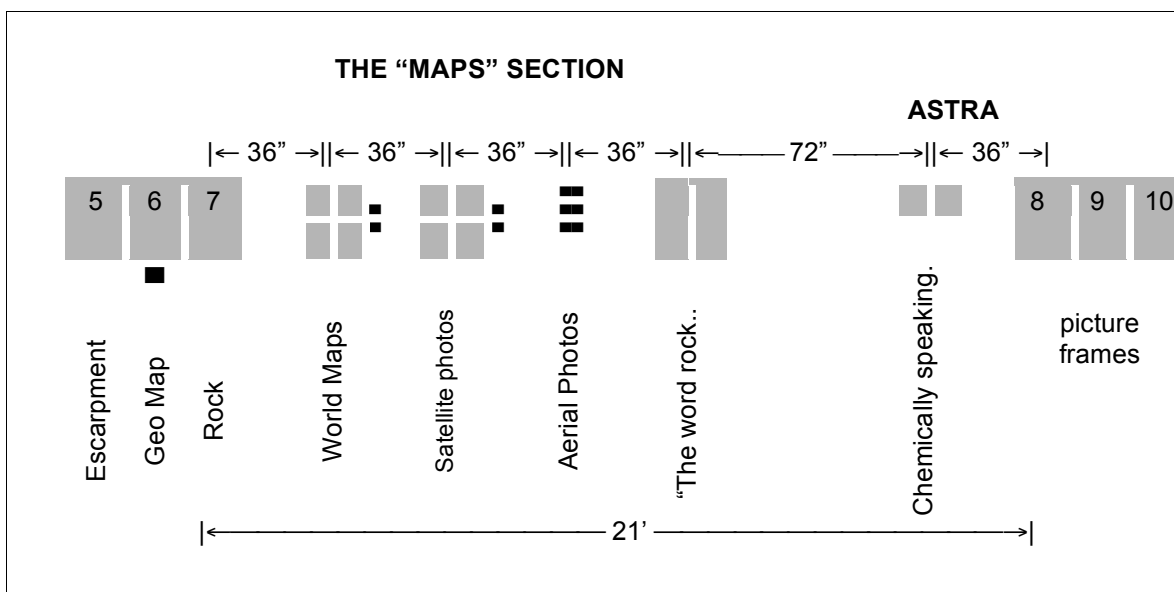 THE “MAPS” SECTION
ASTRA
|← 36” →||← 36” →||← 36” →||← 36” →||←——— 72” ———→||← 36” →|
5 6 7 8 9 10
Escarpment
Geo Map
Rock
World Maps
Satellite photos
Aerial Photos
“The word rock..
Chemically speaking.
picture
frames
|←—————————— 21’ ——————————→|